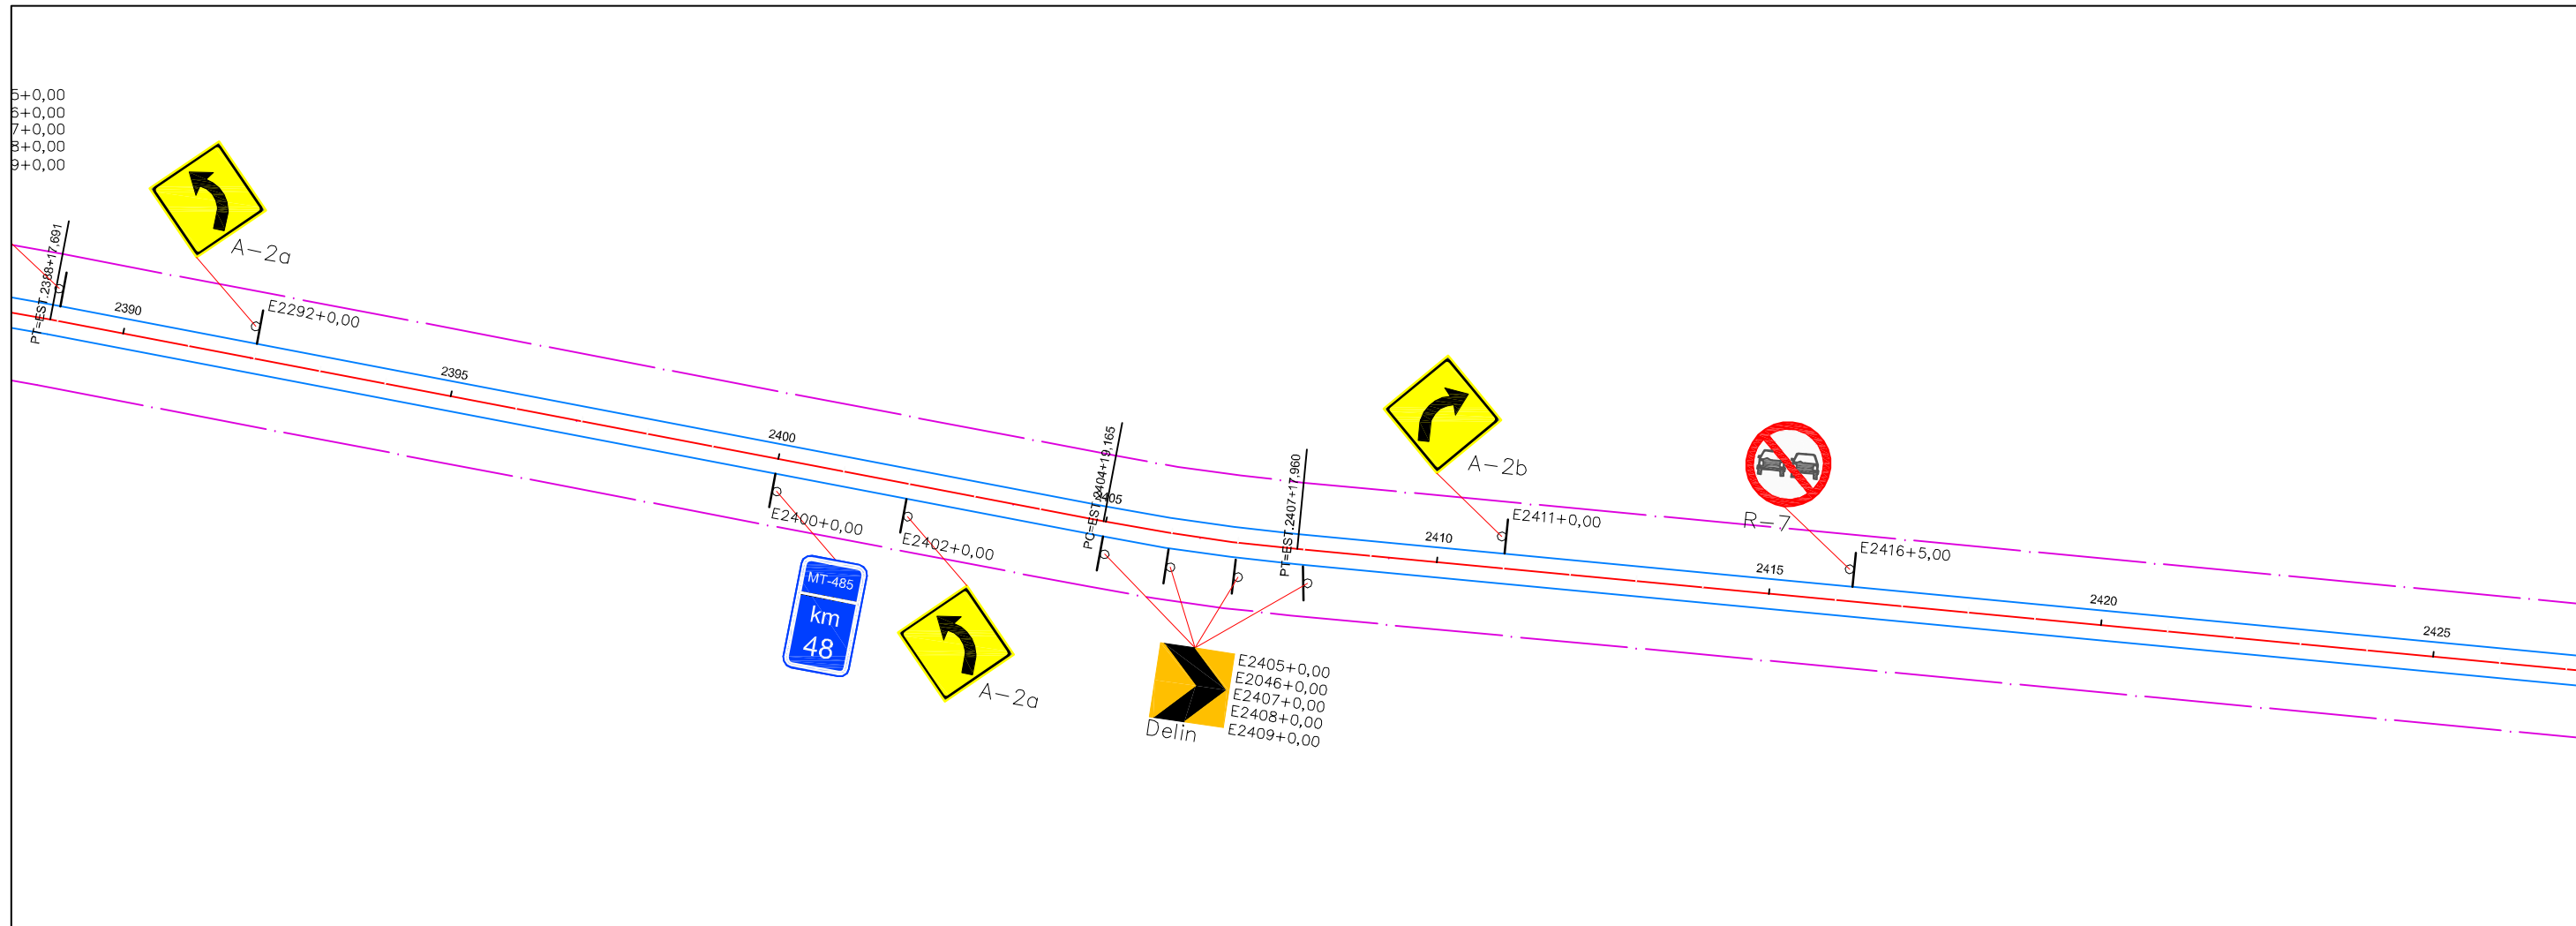 5+0,00
6+0,00
7+0,00
8+0,00
9+0,00
A-2a
PT=EST.2388+17,691
E2292+0,00
2390
2395
2400
E2400+0,00
E2402+0,00
MT-485
km
48
A-2a
PC=EST.2404+19,165
2405
PT=EST.2407+17,960
Delin
E2405+0,00
E2046+0,00
E2407+0,00
E2408+0,00
E2409+0,00
A-2b
E2411+0,00
2410
R-7
E2416+5,00
2415
2420
2425